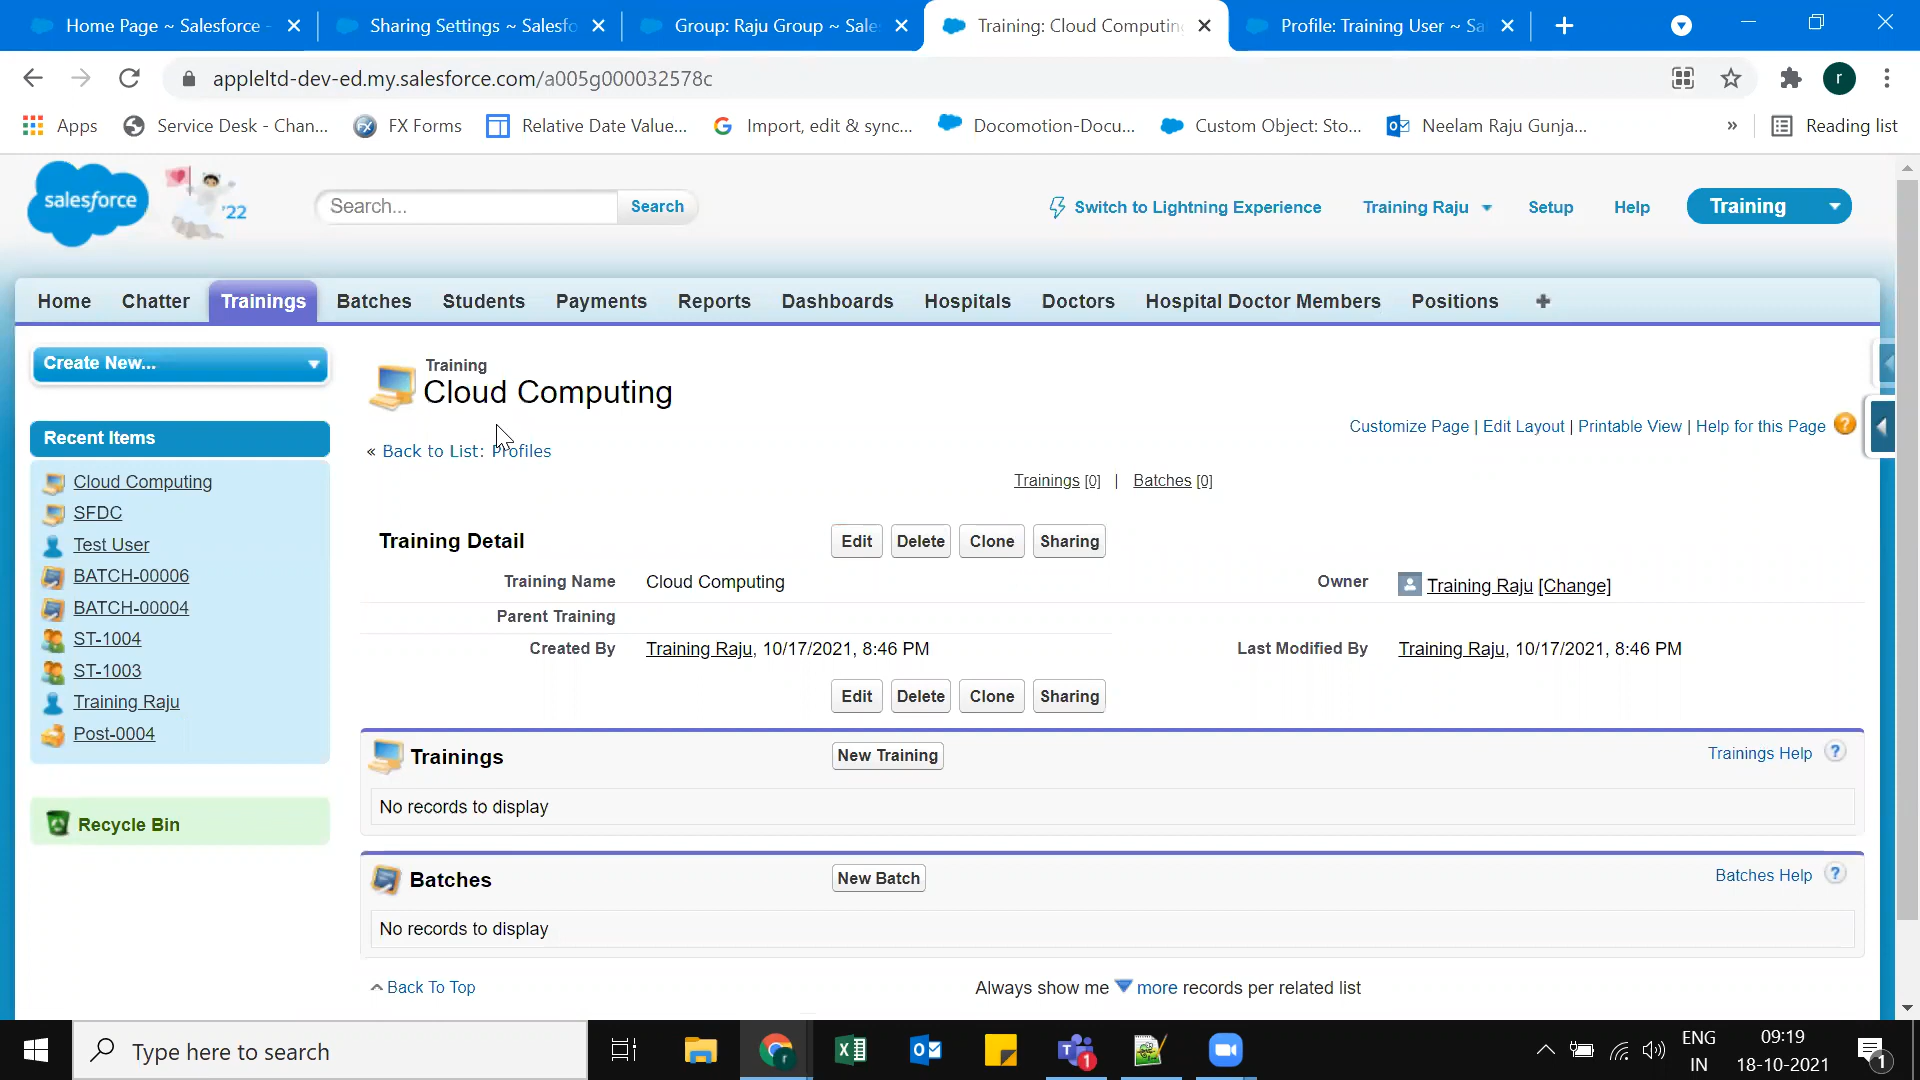 Home Page ~ Salesforce -
Sharing Settings ~ Salesfo
Group: Raju Group ~ Sale
Training: Cloud Computing
Profile: Training User ~ Sa
appleltd-dev-ed.my.salesforce.com/a005g000032578c
r
Apps
Service Desk - Chan...
FX Forms
Relative Date Value...
Import, edit & sync...
Docomotion-Docu...
Custom Object: Sto...
Neelam Raju Gunja...
»
Reading list
salesforce
'22
Search...
Search
Switch to Lightning Experience
Training Raju
Setup
Help
Training
Home
Chatter
Trainings
Batches
Students
Payments
Reports
Dashboards
Hospitals
Doctors
Hospital Doctor Members
Positions
Create New...
Recent Items
Cloud Computing
SFDC
Test User
BATCH-00006
BATCH-00004
ST-1004
ST-1003
Training Raju
Post-0004
Recycle Bin
Training
Cloud Computing
« Back to List: Profiles
Customize Page | Edit Layout | Printable View | Help for this Page ?
Trainings [0] | Batches [0]
Training Detail
Edit Delete Clone Sharing
Training Name Cloud Computing
Owner Training Raju [Change]
Parent Training
Created By Training Raju, 10/17/2021, 8:46 PM
Last Modified By Training Raju, 10/17/2021, 8:46 PM
Edit Delete Clone Sharing
Trainings
New Training
Trainings Help ?
No records to display
Batches
New Batch
Batches Help ?
No records to display
Back To Top
Always show me more records per related list
Type here to search
1
ENG
IN
09:19
18-10-2021
1